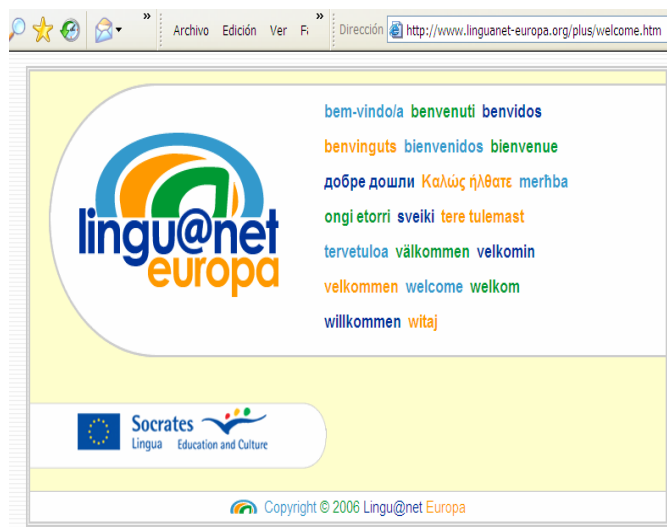 »
»
Archivo Edición Ver F
Dirección http://www.linguanet-europa.org/plus/welcome.htm
lingu@net
europa
bem-vindo/a benvenuti benvidos
benvinguts bienvenidos bienvenue
добре дошли Καλώς ήλθατε merħba
ongi etorri sveiki tere tulemast
tervetuloa välkommen velkomin
velkommen welcome welkom
willkommen witaj
Socrates
Lingua Education and Culture
Copyright © 2006 Lingu@net Europa